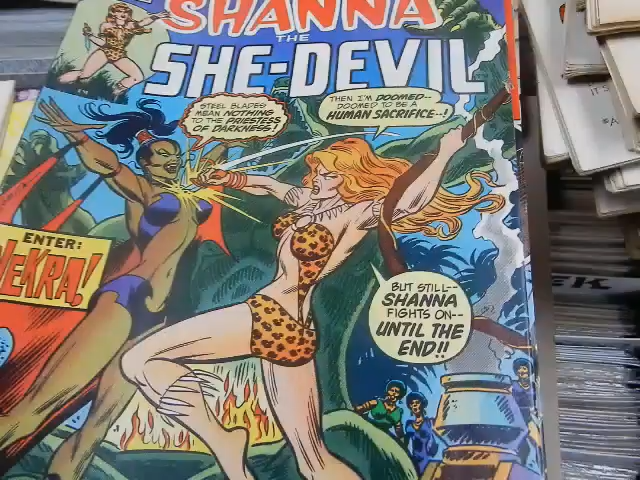 SHANNA
THE
SHE-DEVIL
STEEL BLADES
MEAN NOTHING
TO THE PRIESTESS
OF DARKNESS!
THEN I'M DOOMED--
DOOMED TO BE A
HUMAN SACRIFICE--!
ENTER:
NEKRA!
BUT STILL--
SHANNA
FIGHTS ON--
UNTIL THE
END!!